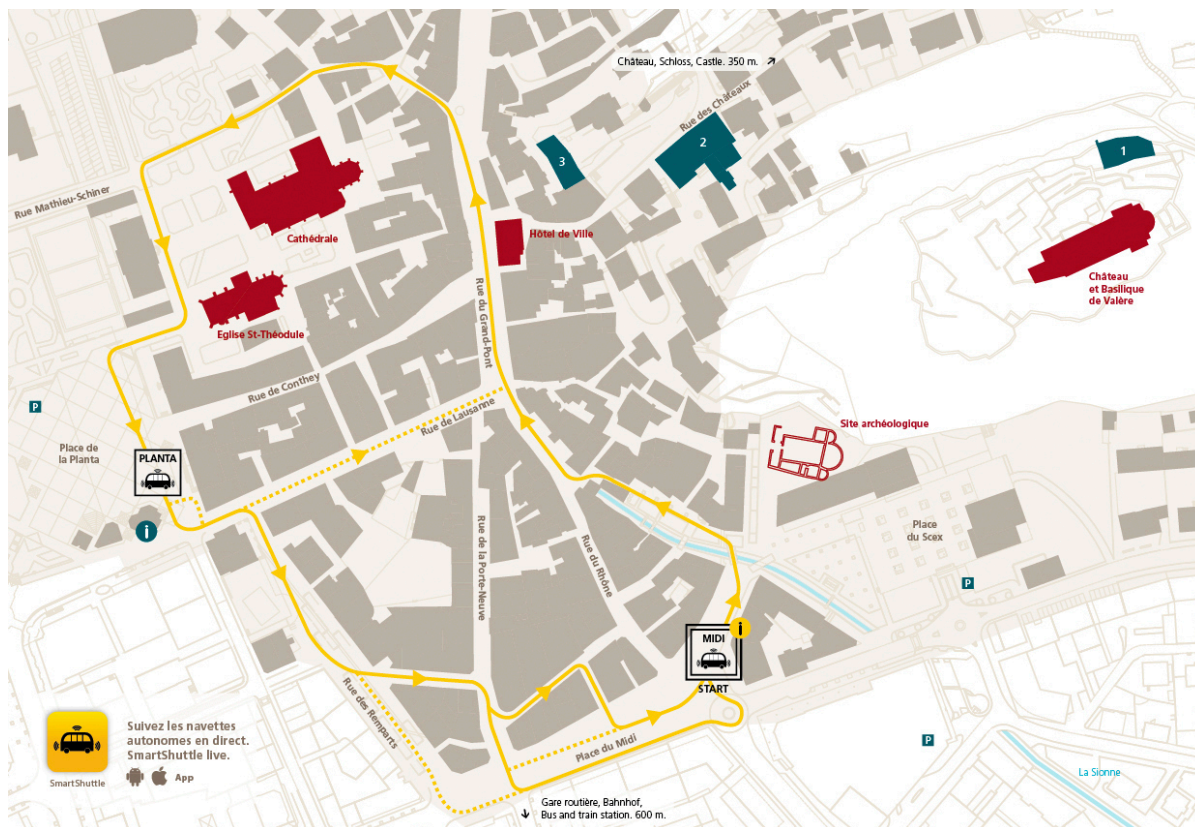 Château, Schloss, Castle. 350 m.
Rue des Châteaux
3
2
1
Rue Mathieu-Schiner
Cathédrale
Hôtel de Ville
Château
et Basilique
de Valère
Eglise St-Théodule
Rue du Grand-Pont
Rue de Conthey
Rue de Lausanne
P
Site archéologique
Place de
la Planta
PLANTA
i
Rue de la Porte-Neuve
Rue du Rhône
Place
du Scex
P
MIDI
i
START
Rue des Remparts
Place du Midi
P
La Sionne
Suivez les navettes
autonomes en direct.
SmartShuttle live.
App
SmartShuttle
Gare routière, Bahnhof,
Bus and train station. 600 m.